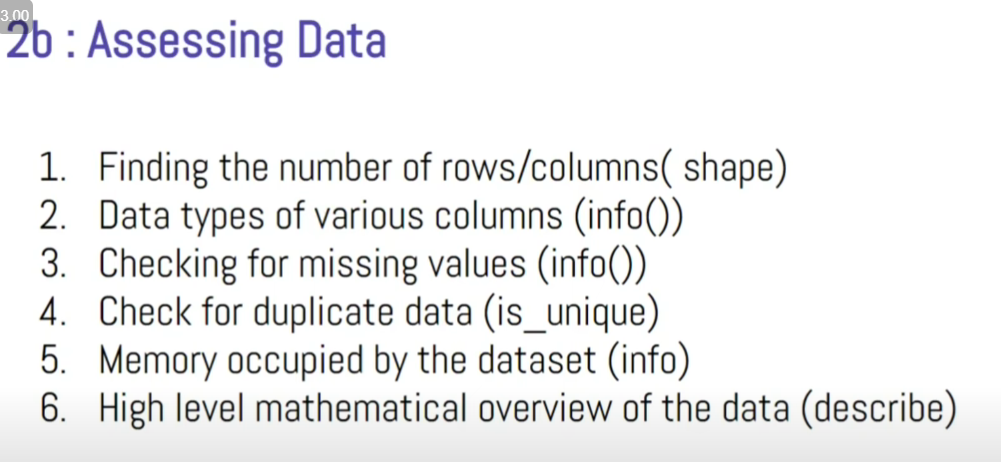 3.00
2b : Assessing Data
1. Finding the number of rows/columns( shape)
2. Data types of various columns (info())
3. Checking for missing values (info())
4. Check for duplicate data (is_unique)
5. Memory occupied by the dataset (info)
6. High level mathematical overview of the data (describe)